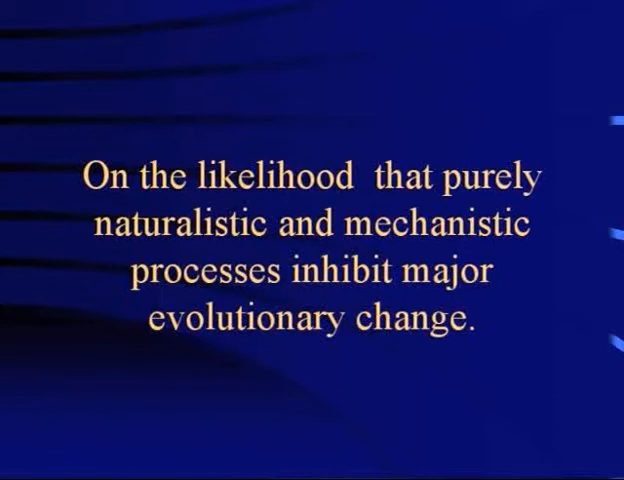 On the likelihood  that purely
naturalistic and mechanistic
processes inhibit major
evolutionary change.